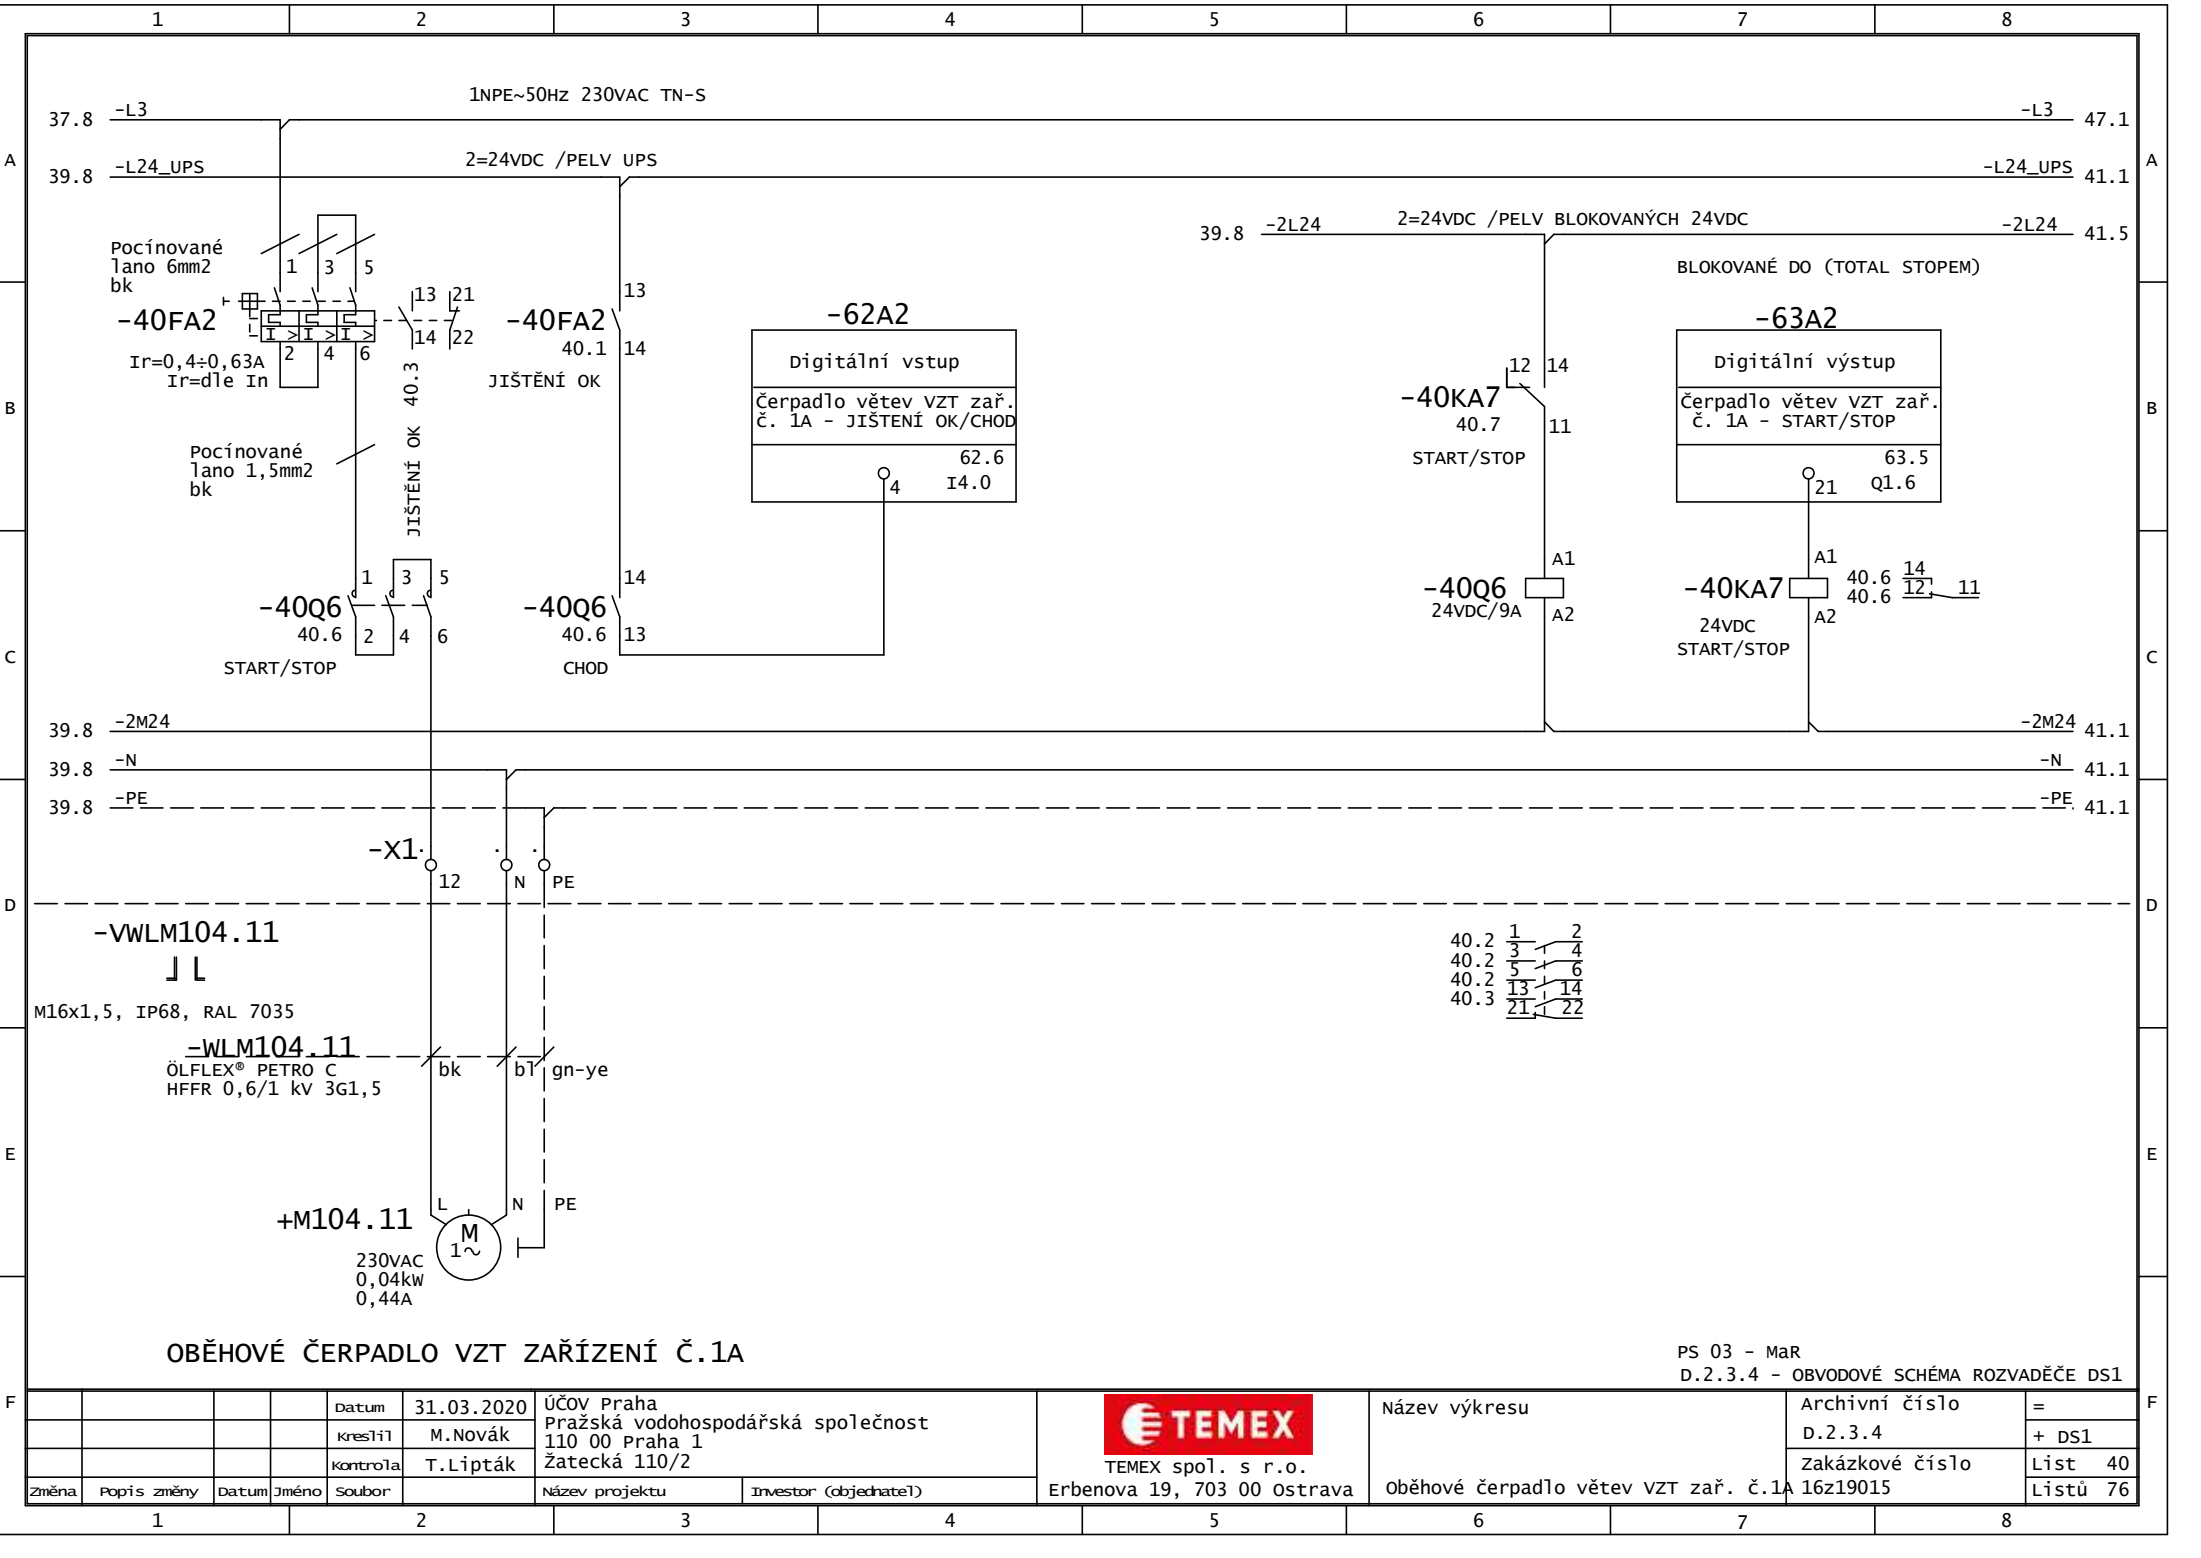 1 2 3 4 5 6 7 8
1NPE~50Hz 230VAC TN-S
37.8 -L3 -L3 47.1
A A
2=24VDC /PELV UPS
39.8 -L24_UPS -L24_UPS 41.1
39.8 -2L24 2=24VDC /PELV BLOKOVANÝCH 24VDC -2L24 41.5
Pocínované
lano 6mm2
bk
1 3 5
BLOKOVANÉ DO (TOTAL STOPEM)
-40FA2
I > I > I >
2 4 6
Ir=0,4÷0,63A
Ir=dle In
13 21
14 22
JIŠTĚNÍ OK 40.3
13
-40FA2
40.1 14
JIŠTĚNÍ OK
-62A2
Digitální vstup
Čerpadlo větev VZT zař.
č. 1A - JIŠTENÍ OK/CHOD
62.6
4 I4.0
12 14
-40KA7
40.7 11
START/STOP
-63A2
Digitální výstup
Čerpadlo větev VZT zař.
č. 1A - START/STOP
63.5
21 Q1.6
B B
Pocínované
lano 1,5mm2
bk
1 3 5
-40Q6
40.6 2 4 6
START/STOP
14
-40Q6
40.6 13
CHOD
A1
-40Q6
24VDC/9A A2
A1
-40KA7
A2
24VDC
START/STOP
40.6 14
40.6 12 11
C C
39.8 -2M24 -2M24 41.1
39.8 -N -N 41.1
39.8 -PE -PE 41.1
-X1
12 N PE
D D
-VWLM104.11
M16x1,5, IP68, RAL 7035
40.2 1 2
40.2 3 4
40.2 5 6
40.3 13 14
21 22
-WLM104.11
ÖLFLEX® PETRO C
HFFR 0,6/1 kV 3G1,5
bk bl gn-ye
E E
L N PE
+M104.11
M
1~
230VAC
0,04kW
0,44A
OBĚHOVÉ ČERPADLO VZT ZAŘÍZENÍ Č.1A
PS 03 - MaR
D.2.3.4 - OBVODOVÉ SCHÉMA ROZVADĚČE DS1
F F
Datum 31.03.2020
Kreslil M.Novák
Kontrola T.Lipták
Změna Popis změny Datum Jméno Soubor
ÚČOV Praha
Pražská vodohospodářská společnost
110 00 Praha 1
Žatecká 110/2
Název projektu Investor (objednatel)
TEMEX
TEMEX spol. s r.o.
Erbenova 19, 703 00 Ostrava
Název výkresu
Oběhové čerpadlo větev VZT zař. č.1A
Archivní číslo
D.2.3.4
Zakázkové číslo
16z19015
=
+ DS1
List 40
Listů 76
1 2 3 4 5 6 7 8